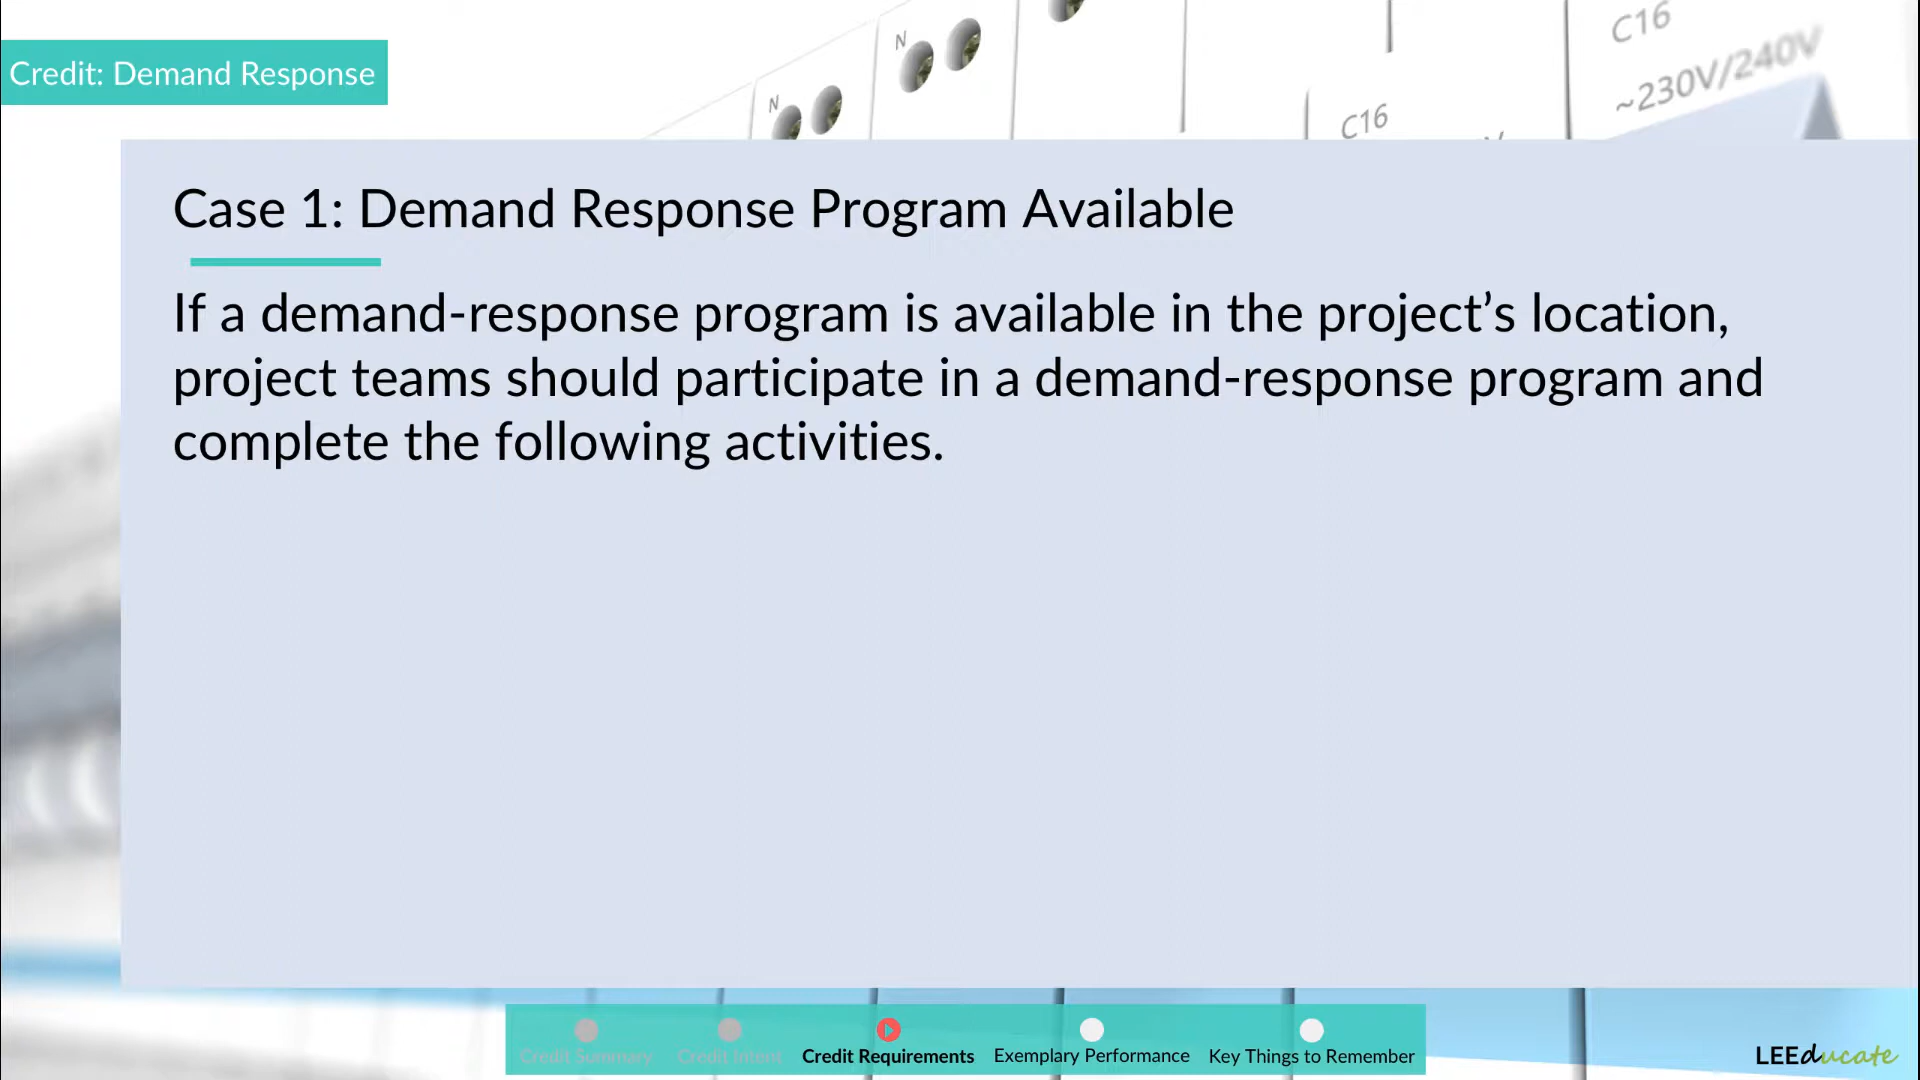 Credit: Demand Response
N
N
C16
C16
~230V/240V
Case 1: Demand Response Program Available
If a demand-response program is available in the project’s location,
project teams should participate in a demand-response program and
complete the following activities.
Credit Summary
Credit Intent
Credit Requirements
Exemplary Performance
Key Things to Remember
LEEducate